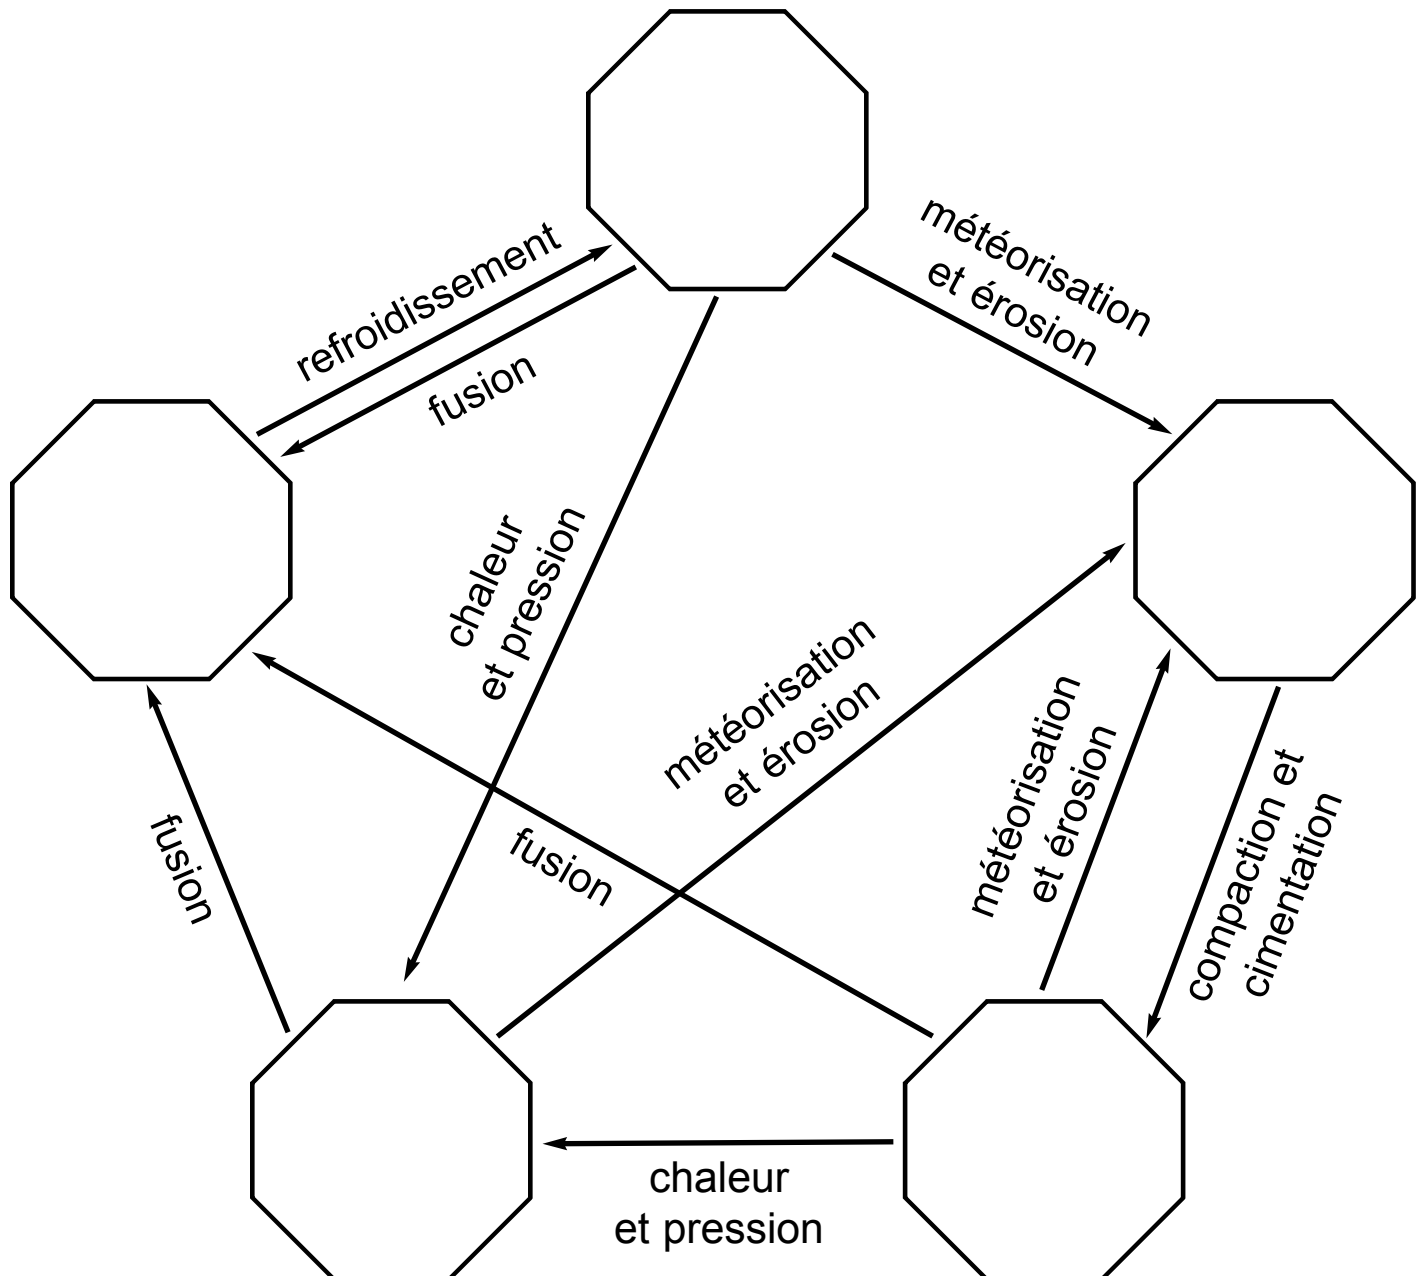 refroidissement
fusion
météorisation
et érosion
chaleur
et pression
météorisation
et érosion
météorisation
et érosion
compaction et
cimentation
fusion
fusion
chaleur
et pression